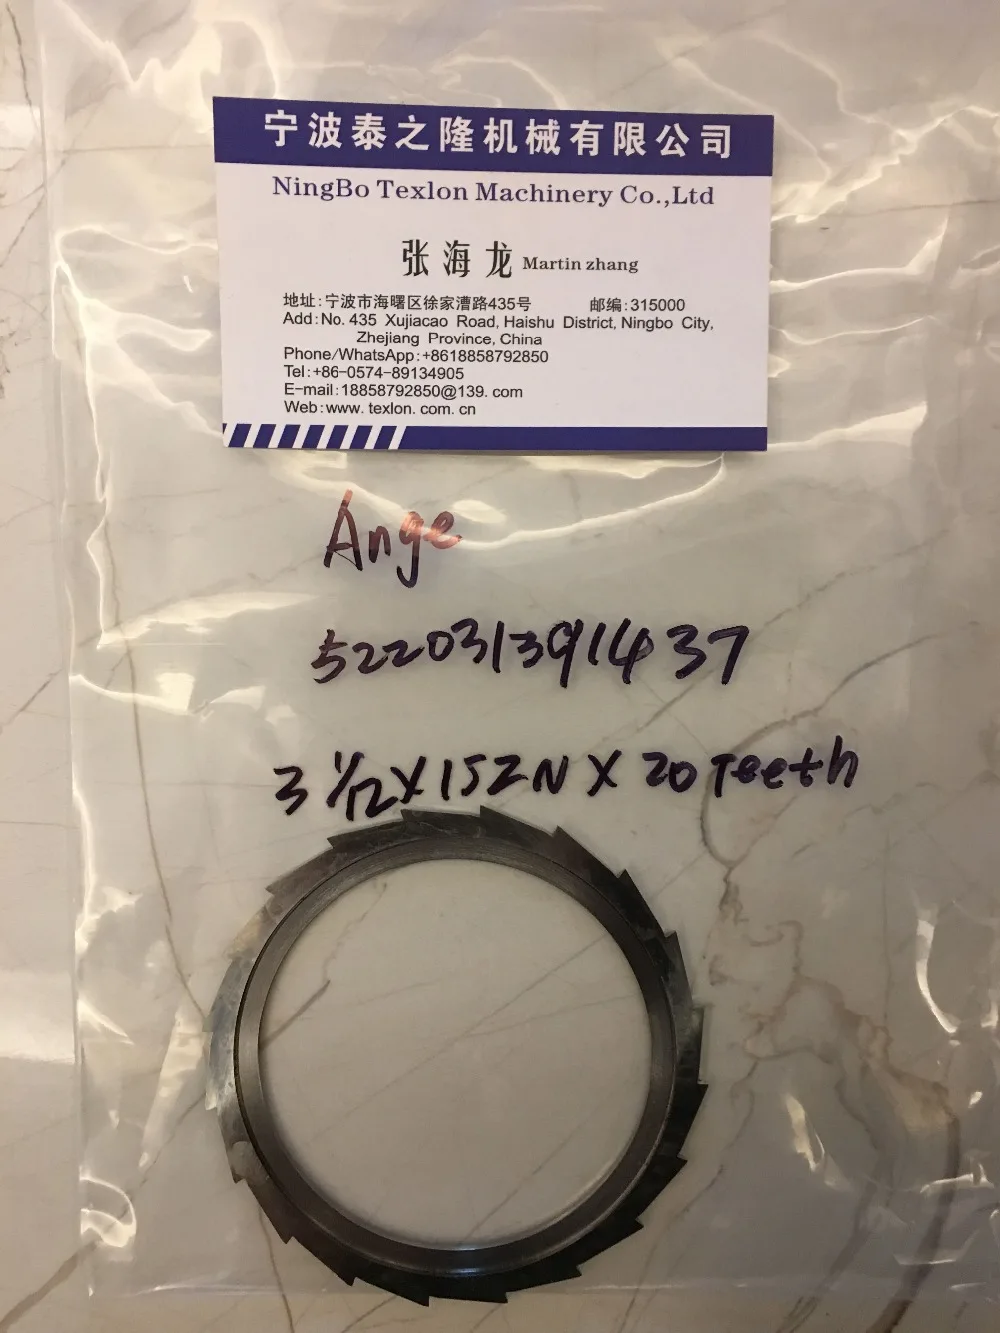 宁波泰之隆机械有限公司
NingBo Texlon Machinery Co.,Ltd
张海龙 Martin zhang
地址:宁波市海曙区徐家漕路435号 邮编:315000
Add:No. 435 Xujiacao Road, Haishu District, Ningbo City,
Zhejiang Province, China
Phone/WhatsApp:+8618858792850
Tel:+86-0574-89134905
E-mail:18858792850@139.com
Web:www.texlon.com.cn
Ange
522031391437
3 1/12 X 15ZN X 20 Teeth